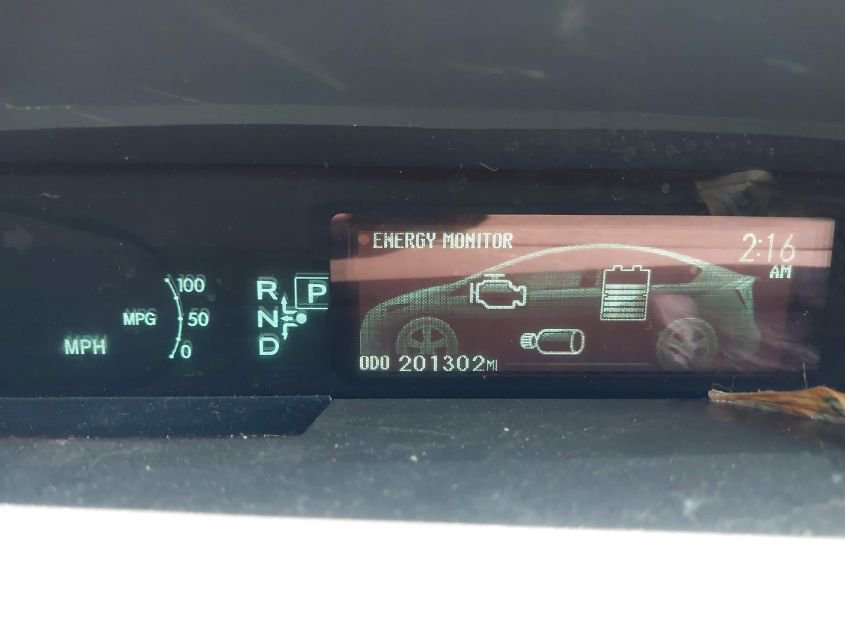 ENERGY MONITOR
2:16
AM
100
MPG 50
0
MPH
R
P
N
D
ODO 201302MI